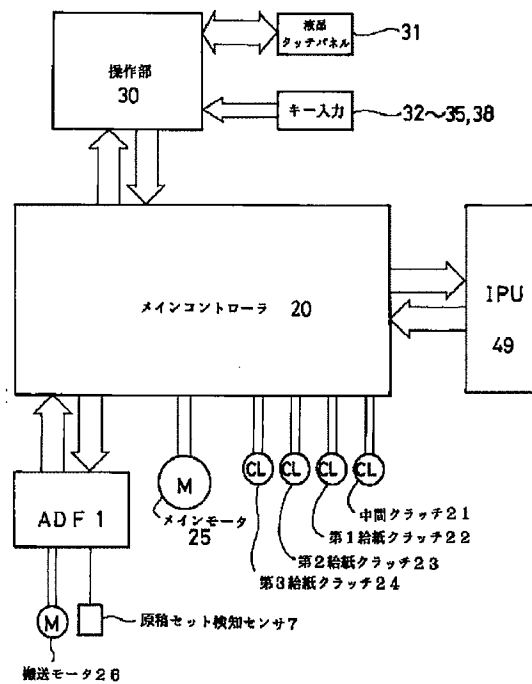 液晶
タッチパネル
31
操作部
30
キー入力
32～35,38
メインコントローラ 20
IPU
49
ADF1
M
メインモータ
25
CL
CL
CL
CL
中間クラッチ21
第1給紙クラッチ22
第2給紙クラッチ23
第3給紙クラッチ24
原稿セット検知センサ7
M
搬送モータ26